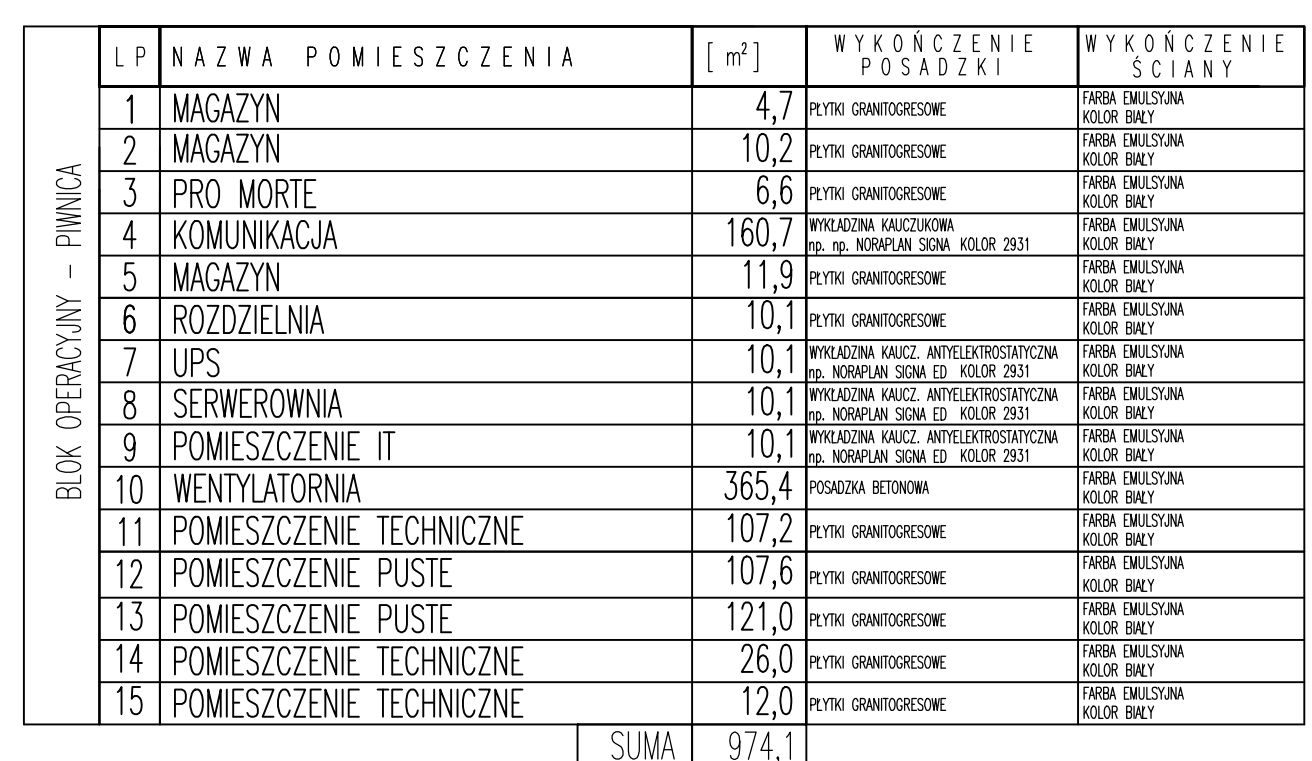 BLOK OPERACYJNY - PIWNICA
LP NAZWA POMIESZCZENIA [ m² ] WYKOŃCZENIE POSADZKI WYKOŃCZENIE ŚCIANY
1 MAGAZYN 4,7 PŁYTKI GRANITOGRESOWE FARBA EMULSYJNA
KOLOR BIAŁY
2 MAGAZYN 10,2 PŁYTKI GRANITOGRESOWE FARBA EMULSYJNA
KOLOR BIAŁY
3 PRO MORTE 6,6 PŁYTKI GRANITOGRESOWE FARBA EMULSYJNA
KOLOR BIAŁY
4 KOMUNIKACJA 160,7 WYKŁADZINA KAUCZUKOWA FARBA EMULSYJNA
np. np. NORAPLAN SIGNA KOLOR 2931 KOLOR BIAŁY
5 MAGAZYN 11,9 PŁYTKI GRANITOGRESOWE FARBA EMULSYJNA
KOLOR BIAŁY
6 ROZDZIELNIA 10,1 PŁYTKI GRANITOGRESOWE FARBA EMULSYJNA
KOLOR BIAŁY
7 UPS 10,1 WYKŁADZINA KAUCZ. ANTYELEKTROSTATYCZNA FARBA EMULSYJNA
np. NORAPLAN SIGNA ED KOLOR 2931 KOLOR BIAŁY
8 SERWEROWNIA 10,1 WYKŁADZINA KAUCZ. ANTYELEKTROSTATYCZNA FARBA EMULSYJNA
np. NORAPLAN SIGNA ED KOLOR 2931 KOLOR BIAŁY
9 POMIESZCZENIE IT 10,1 WYKŁADZINA KAUCZ. ANTYELEKTROSTATYCZNA FARBA EMULSYJNA
np. NORAPLAN SIGNA ED KOLOR 2931 KOLOR BIAŁY
10 WENTYLATORNIA 365,4 POSADZKA BETONOWA FARBA EMULSYJNA
KOLOR BIAŁY
11 POMIESZCZENIE TECHNICZNE 107,2 PŁYTKI GRANITOGRESOWE FARBA EMULSYJNA
KOLOR BIAŁY
12 POMIESZCZENIE PUSTE 107,6 PŁYTKI GRANITOGRESOWE FARBA EMULSYJNA
KOLOR BIAŁY
13 POMIESZCZENIE PUSTE 121,0 PŁYTKI GRANITOGRESOWE FARBA EMULSYJNA
KOLOR BIAŁY
14 POMIESZCZENIE TECHNICZNE 26,0 PŁYTKI GRANITOGRESOWE FARBA EMULSYJNA
KOLOR BIAŁY
15 POMIESZCZENIE TECHNICZNE 12,0 PŁYTKI GRANITOGRESOWE FARBA EMULSYJNA
KOLOR BIAŁY
SUMA 974,1